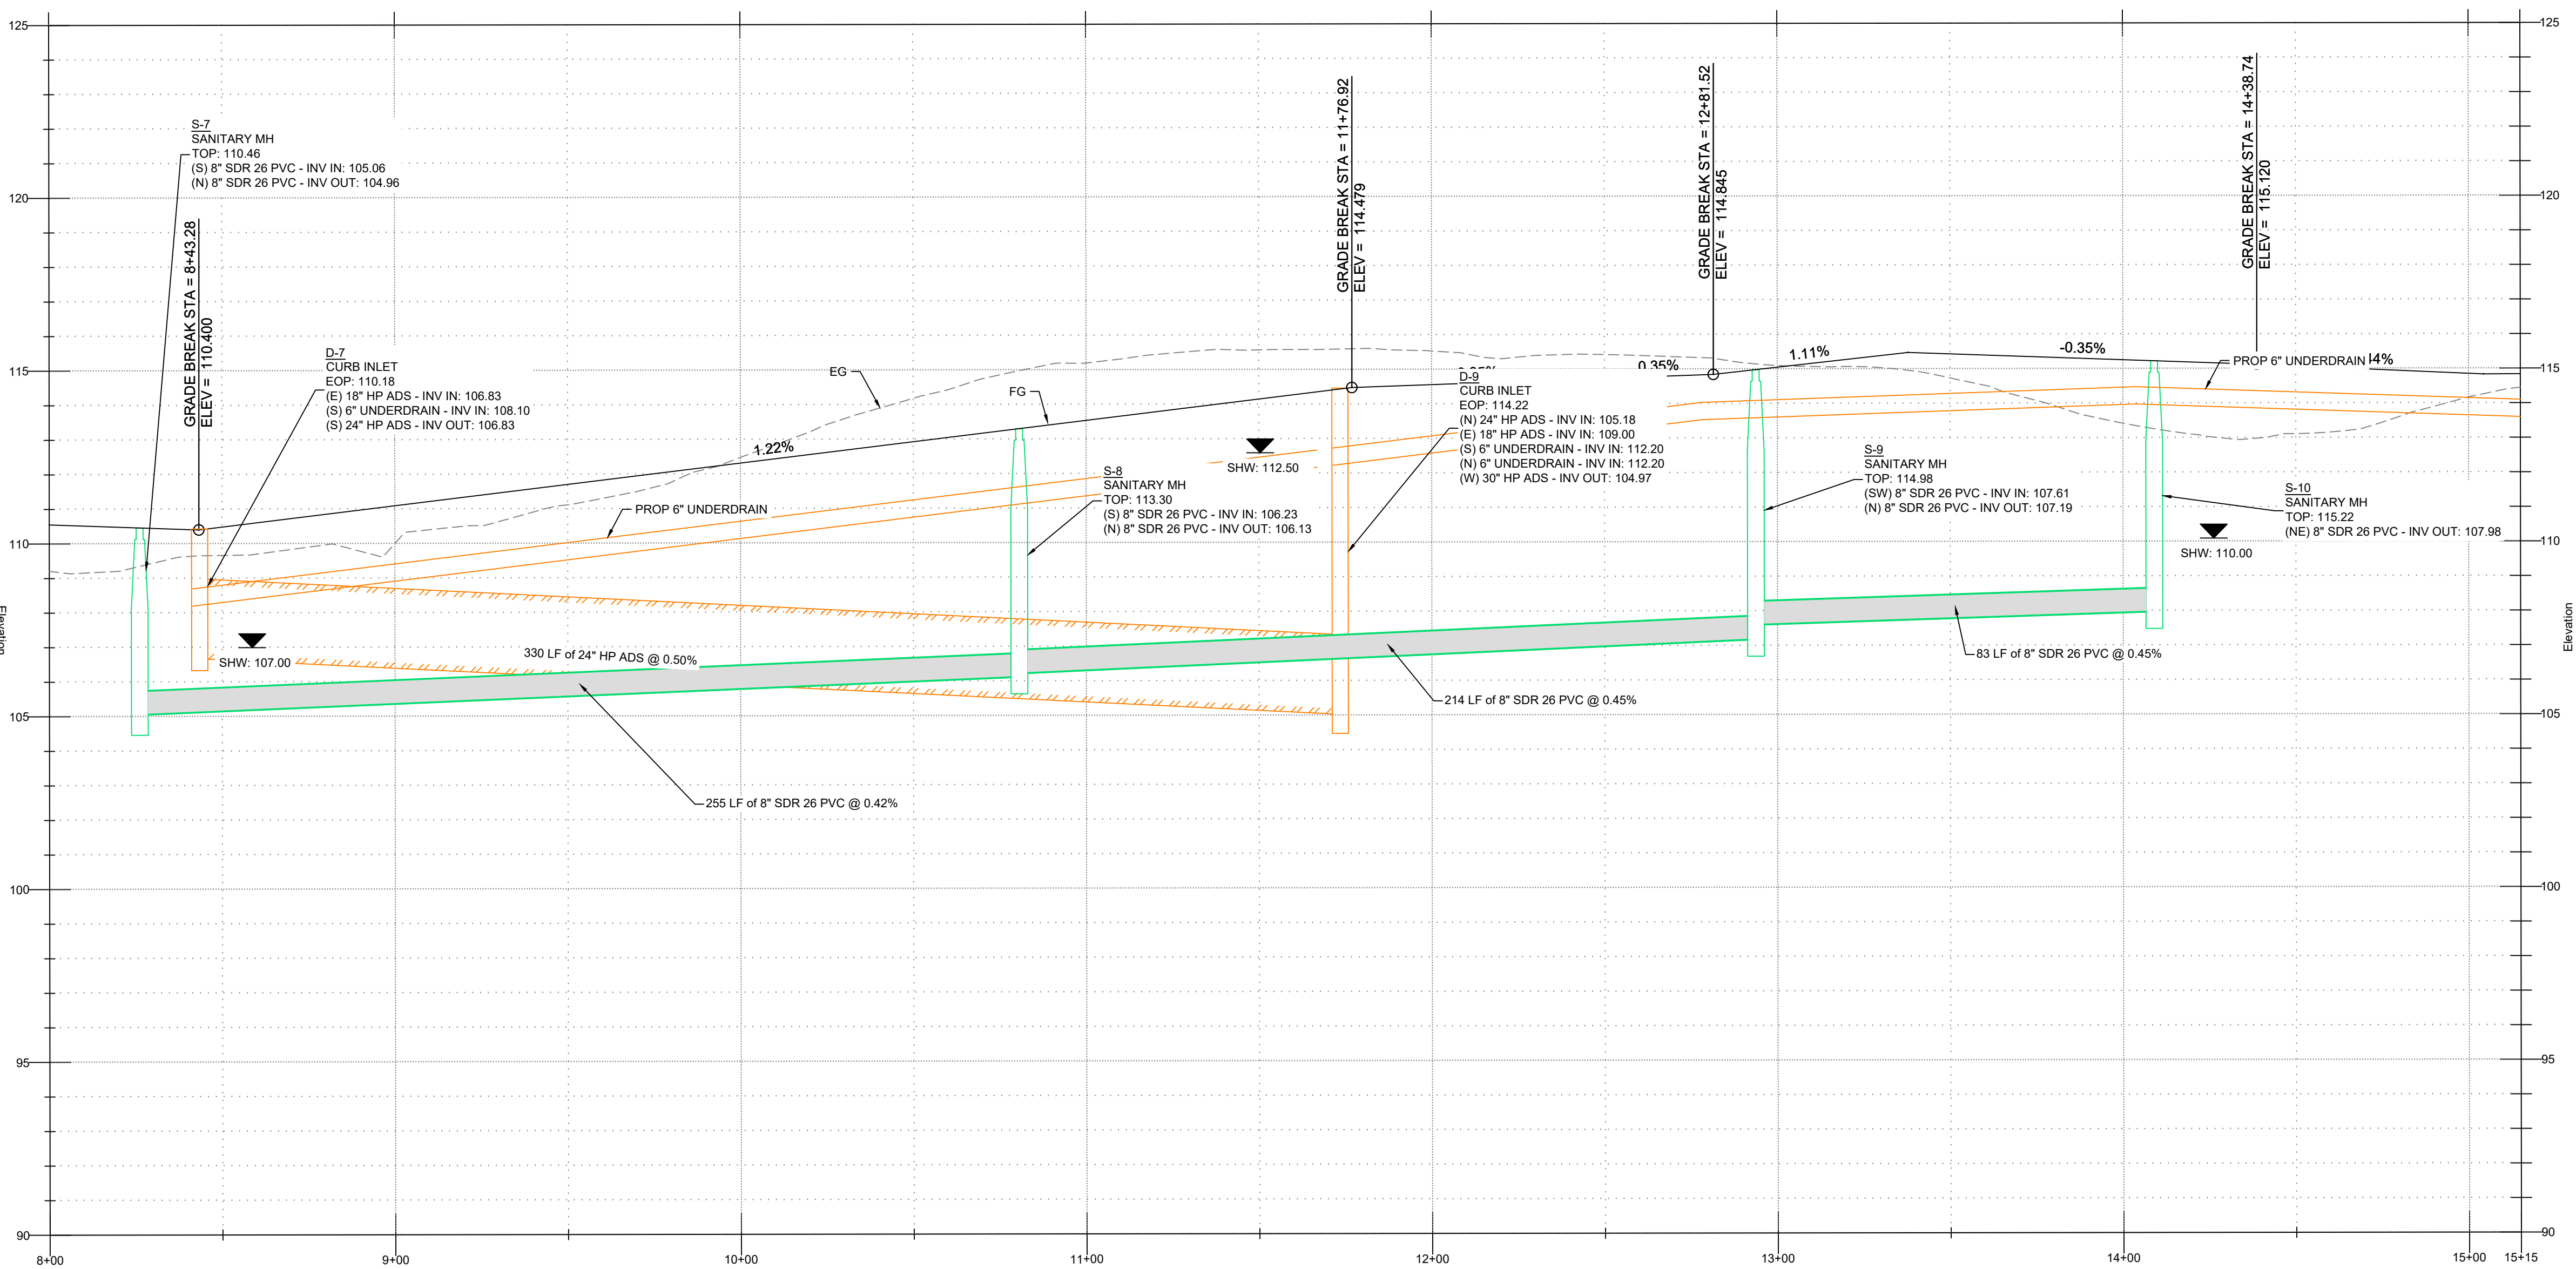 125
120
115
110
105
100
95
90
Elevation
S-7
SANITARY MH
TOP: 110.46
(S) 8" SDR 26 PVC - INV IN: 105.06
(N) 8" SDR 26 PVC - INV OUT: 104.96
GRADE BREAK STA = 8+43.28
ELEV = 110.400
D-7
CURB INLET
EOP: 110.18
(E) 18" HP ADS - INV IN: 106.83
(S) 6" UNDERDRAIN - INV IN: 108.10
(S) 24" HP ADS - INV OUT: 106.83
SHW: 107.00
330 LF of 24" HP ADS @ 0.50%
PROP 6" UNDERDRAIN
255 LF of 8" SDR 26 PVC @ 0.42%
1.22%
EG
FG
S-8
SANITARY MH
TOP: 113.30
(S) 8" SDR 26 PVC - INV IN: 106.23
(N) 8" SDR 26 PVC - INV OUT: 106.13
SHW: 112.50
GRADE BREAK STA = 11+76.92
ELEV = 114.479
D-9
CURB INLET
EOP: 114.22
(N) 24" HP ADS - INV IN: 105.18
(E) 18" HP ADS - INV IN: 109.00
(S) 6" UNDERDRAIN - INV IN: 112.20
(N) 6" UNDERDRAIN - INV IN: 112.20
(W) 30" HP ADS - INV OUT: 104.97
214 LF of 8" SDR 26 PVC @ 0.45%
0.35%
GRADE BREAK STA = 12+81.52
ELEV = 114.845
1.11%
S-9
SANITARY MH
TOP: 114.98
(SW) 8" SDR 26 PVC - INV IN: 107.61
(N) 8" SDR 26 PVC - INV OUT: 107.19
83 LF of 8" SDR 26 PVC @ 0.45%
-0.35%
GRADE BREAK STA = 14+38.74
ELEV = 115.120
PROP 6" UNDERDRAIN
S-10
SANITARY MH
TOP: 115.22
(NE) 8" SDR 26 PVC - INV OUT: 107.98
SHW: 110.00
125
120
115
110
105
100
95
90
Elevation
8+00
9+00
10+00
11+00
12+00
13+00
14+00
15+00
15+15